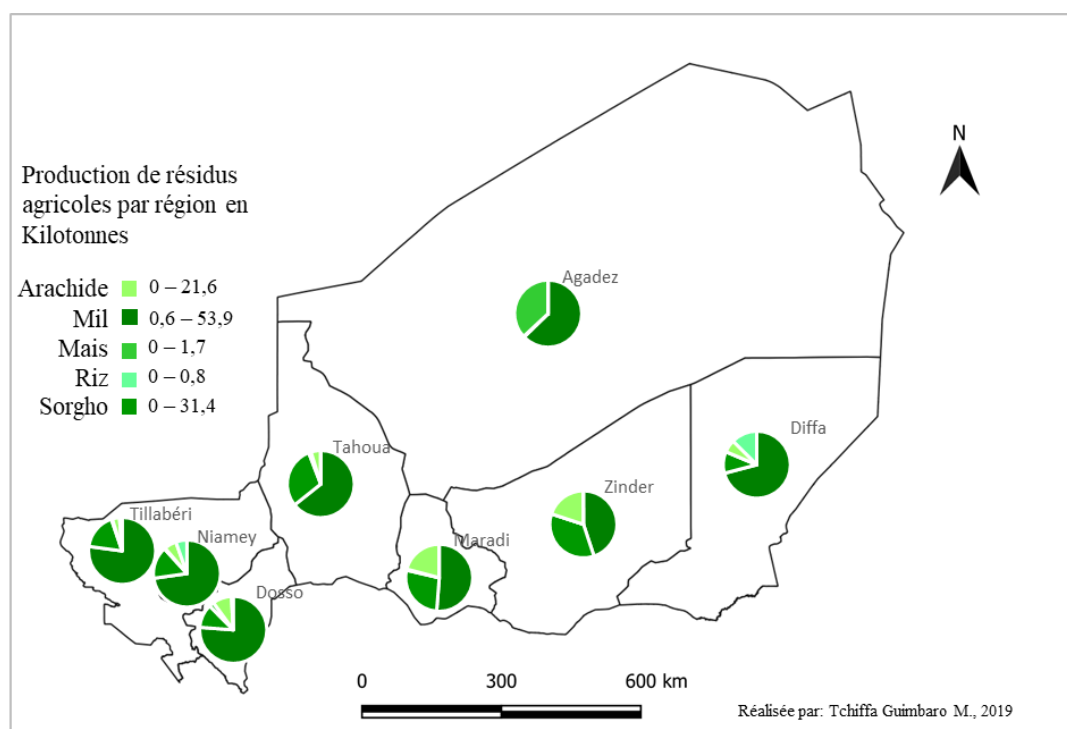 N
Production de résidus
agricoles par région en
Kilotonnes
Arachide 0 – 21,6
Mil 0,6 – 53,9
Mais 0 – 1,7
Riz 0 – 0,8
Sorgho 0 – 31,4
Agadez
Tahoua
Diffa
Zinder
Tillabéri
Niamey
Maradi
Dosso
0 300 600 km
Réalisée par: Tchiffa Guimbaro M., 2019